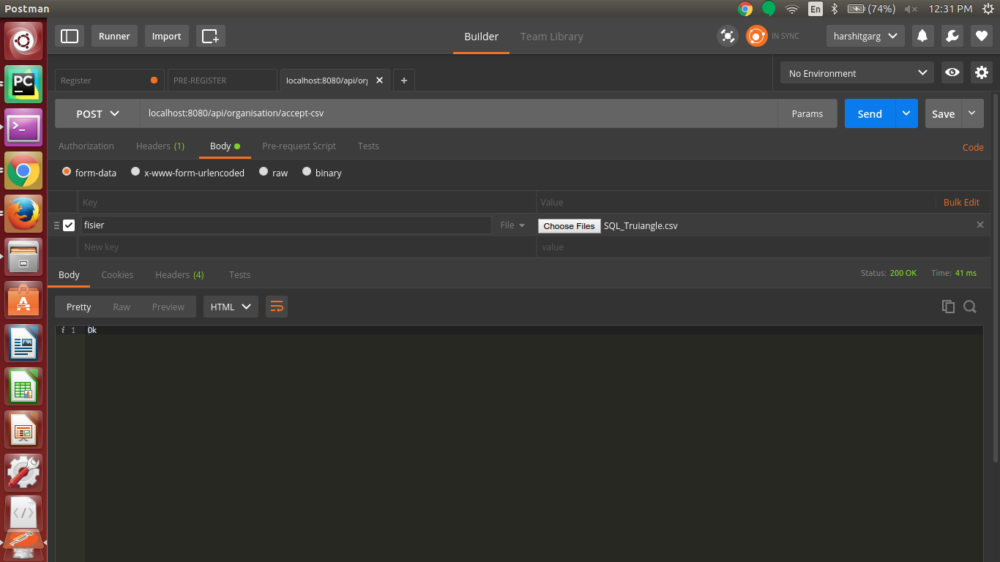 Postman
En
(74%)
12:31 PM
Runner
Import
Builder
Team Library
IN SYNC
harshitgarg
Register
PRE-REGISTER
localhost:8080/api/org
No Environment
POST
localhost:8080/api/organisation/accept-csv
Params
Send
Save
Authorization
Headers (1)
Body
Pre-request Script
Tests
Code
form-data
x-www-form-urlencoded
raw
binary
Key
Value
Bulk Edit
fisier
File
Choose Files
SQL_Truiangle.csv
New key
value
Body
Cookies
Headers (4)
Tests
Status: 200 OK
Time: 41 ms
Pretty
Raw
Preview
HTML
i 1
Ok
PC